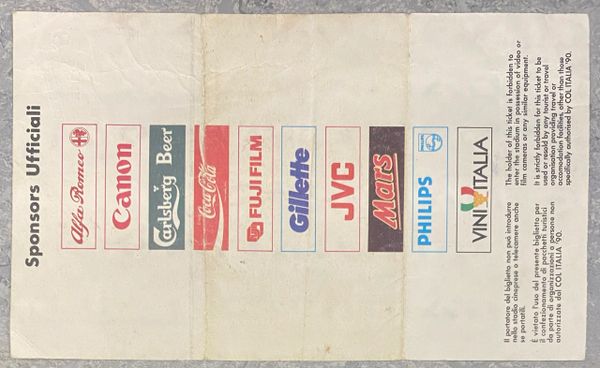 Sponsors Ufficiali
Alfa Romeo
Canon
Carlsberg Beer
Coca-Cola
FUJI FILM
Gillette
JVC
Mars
PHILIPS
VINI ITALIA
Il portatore del biglietto non può introdurre
nello stadio cineprese o telecamere anche
se portatili.
È vietato l'uso del presente biglietto per
il confezionamento di pacchetti turistici
da parte di organizzazioni o persone non
autorizzate dal COL ITALIA '90.
The holder of this ticket is forbidden to
enter the stadium in possession of video or
film cameras or any similar equipment.
It is strictly forbidden for this ticket to be
used or resold by any tourist or travel
organisation providing travel or
accomodation facilities, other than those
specifically authorised by COL ITALIA '90.